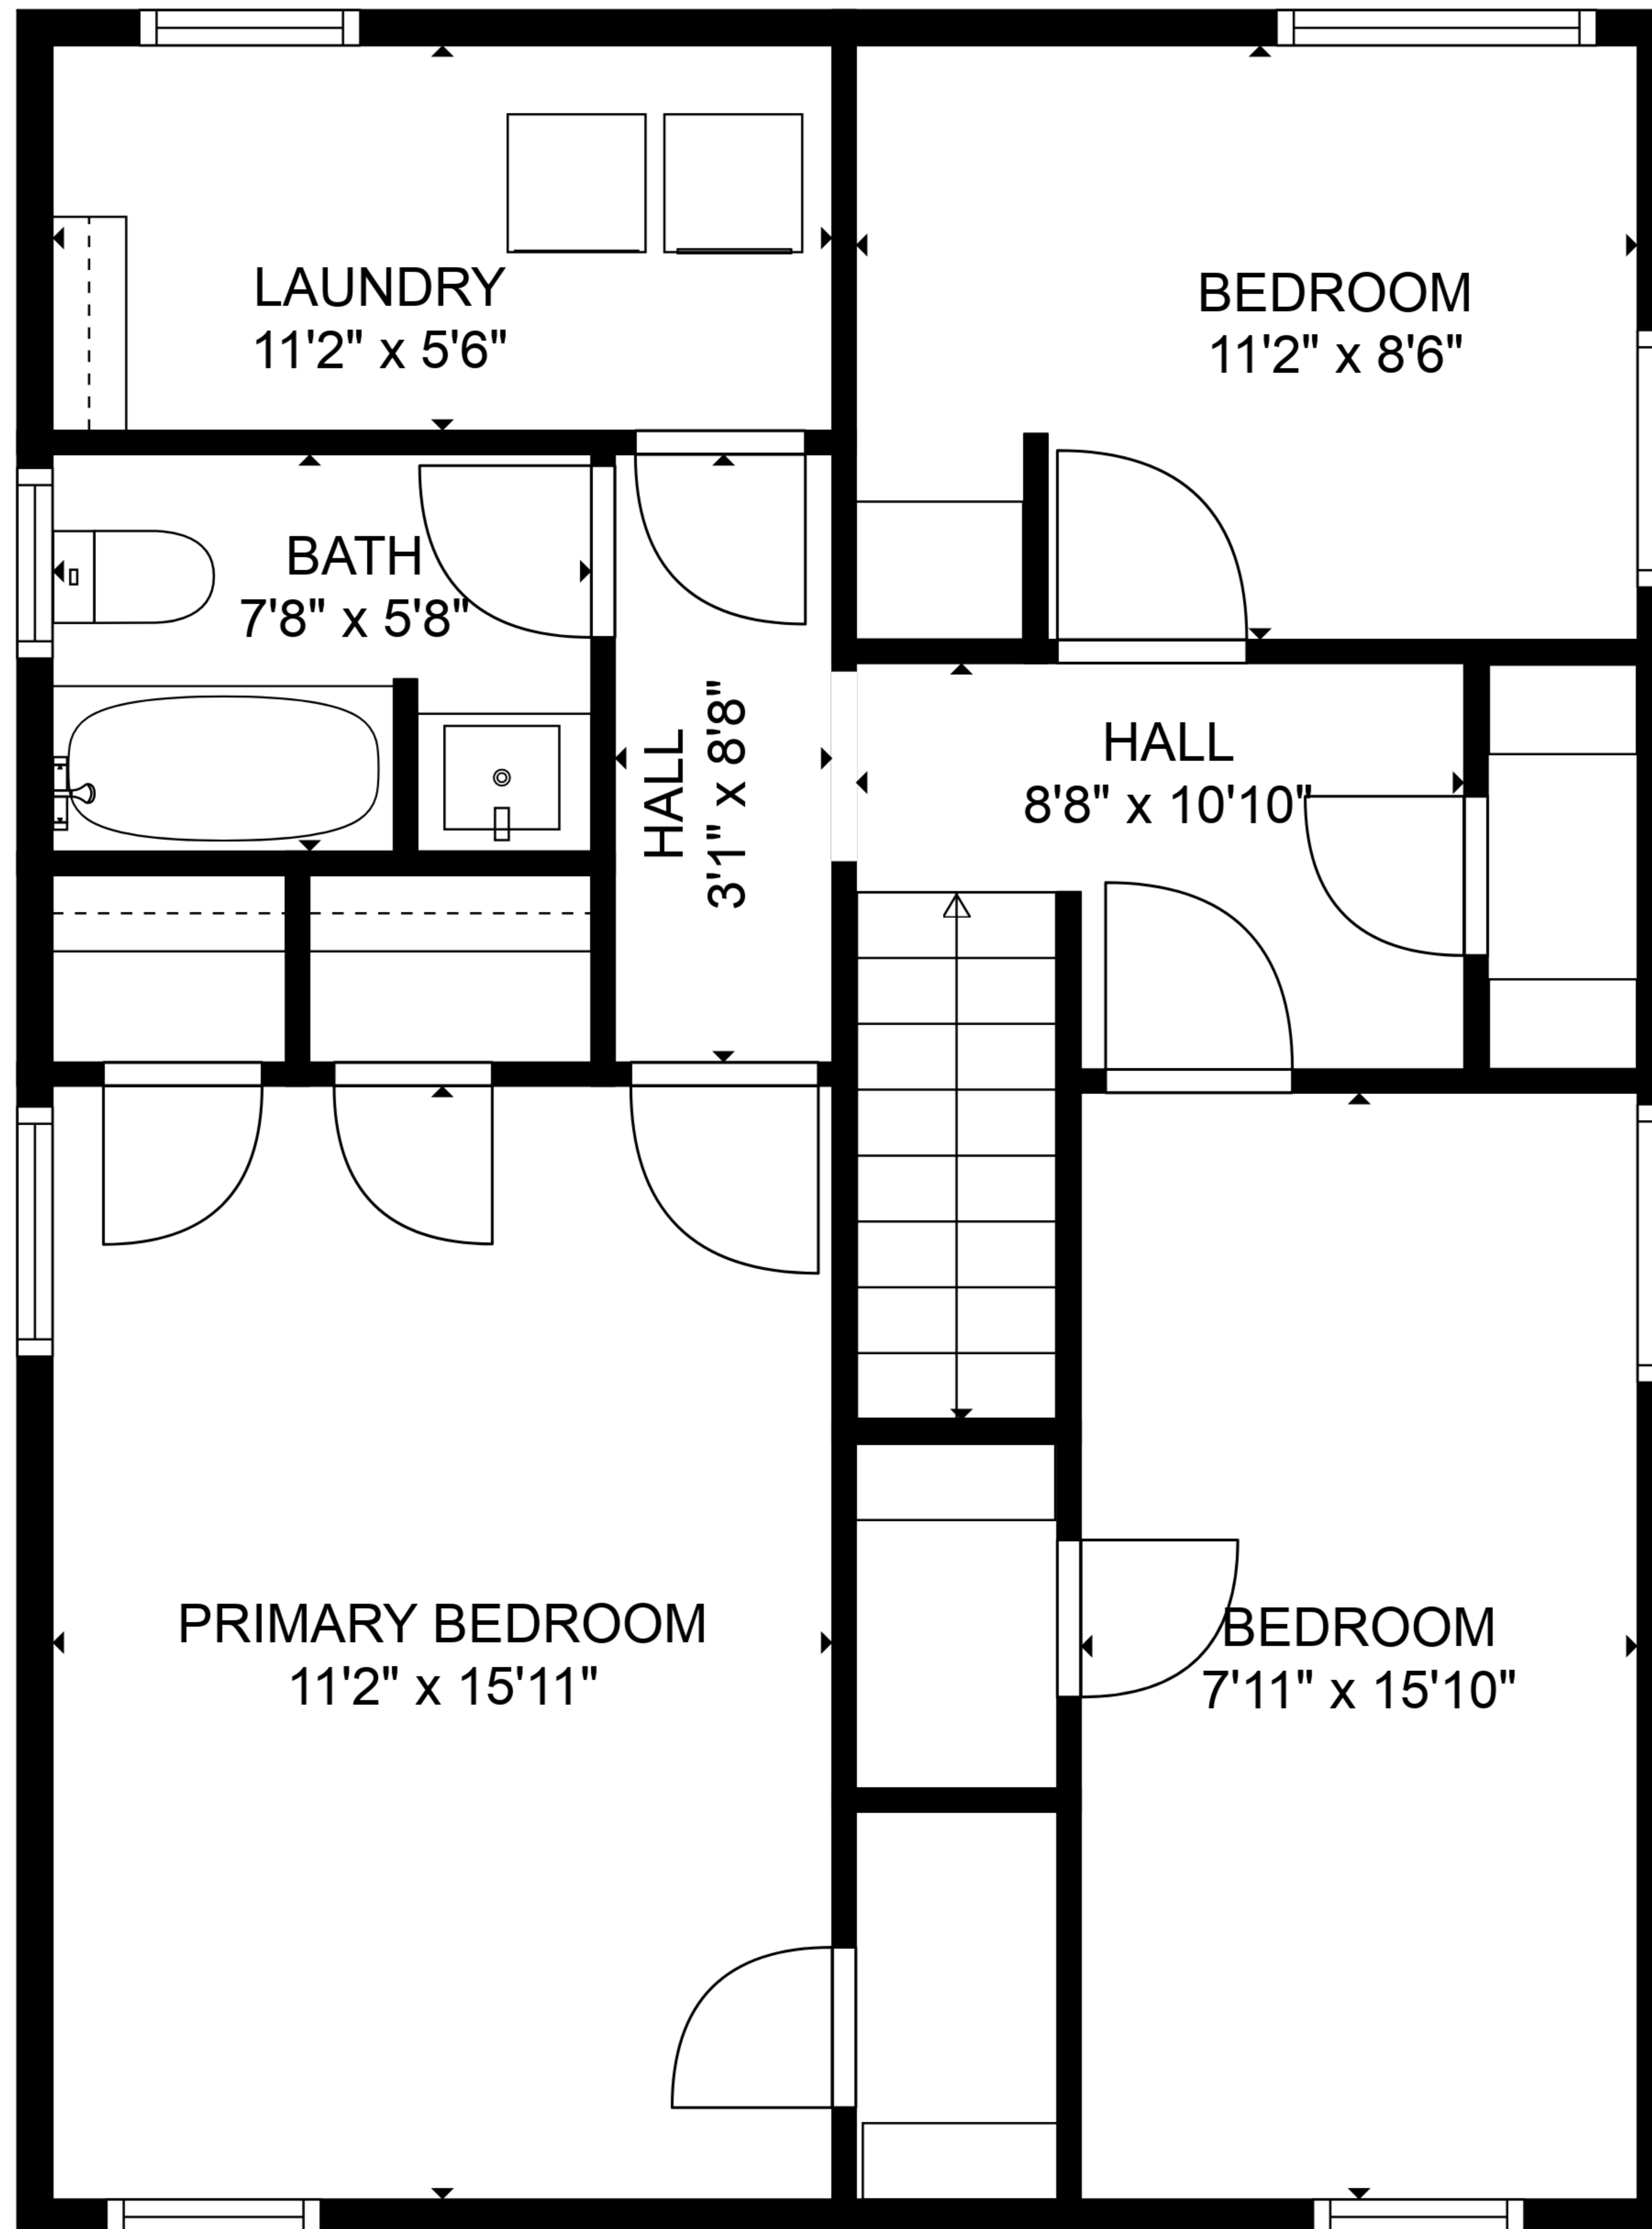 LAUNDRY
11'2" x 5'6"
BEDROOM
11'2" x 8'6"
BATH
7'8" x 5'8"
HALL
3'1" x 8'8"
HALL
8'8" x 10'10"
PRIMARY BEDROOM
11'2" x 15'11"
BEDROOM
7'11" x 15'10"